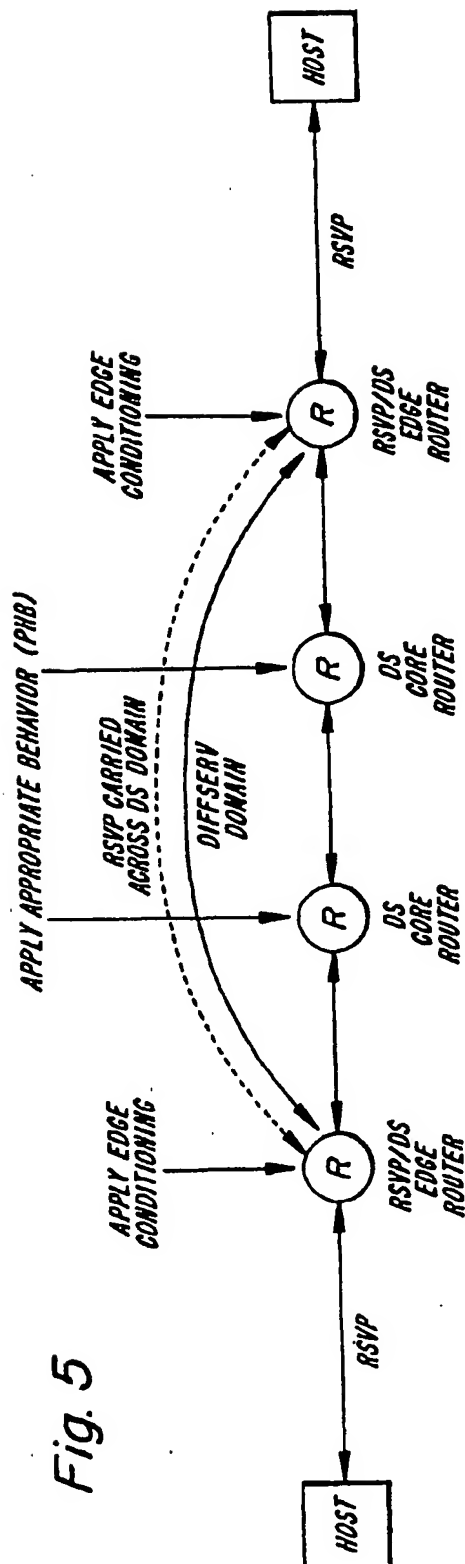 Fig. 5
APPLY APPROPRIATE BEHAVIOR (PHB)
APPLY EDGE
CONDITIONING
APPLY EDGE
CONDITIONING
RSVP CARRIED
ACROSS DS DOMAIN
DIFFSERV
DOMAIN
HOST
RSVP
R
RSVP/DS
EDGE
ROUTER
R
DS
CORE
ROUTER
R
DS
CORE
ROUTER
R
RSVP/DS
EDGE
ROUTER
RSVP
HOST